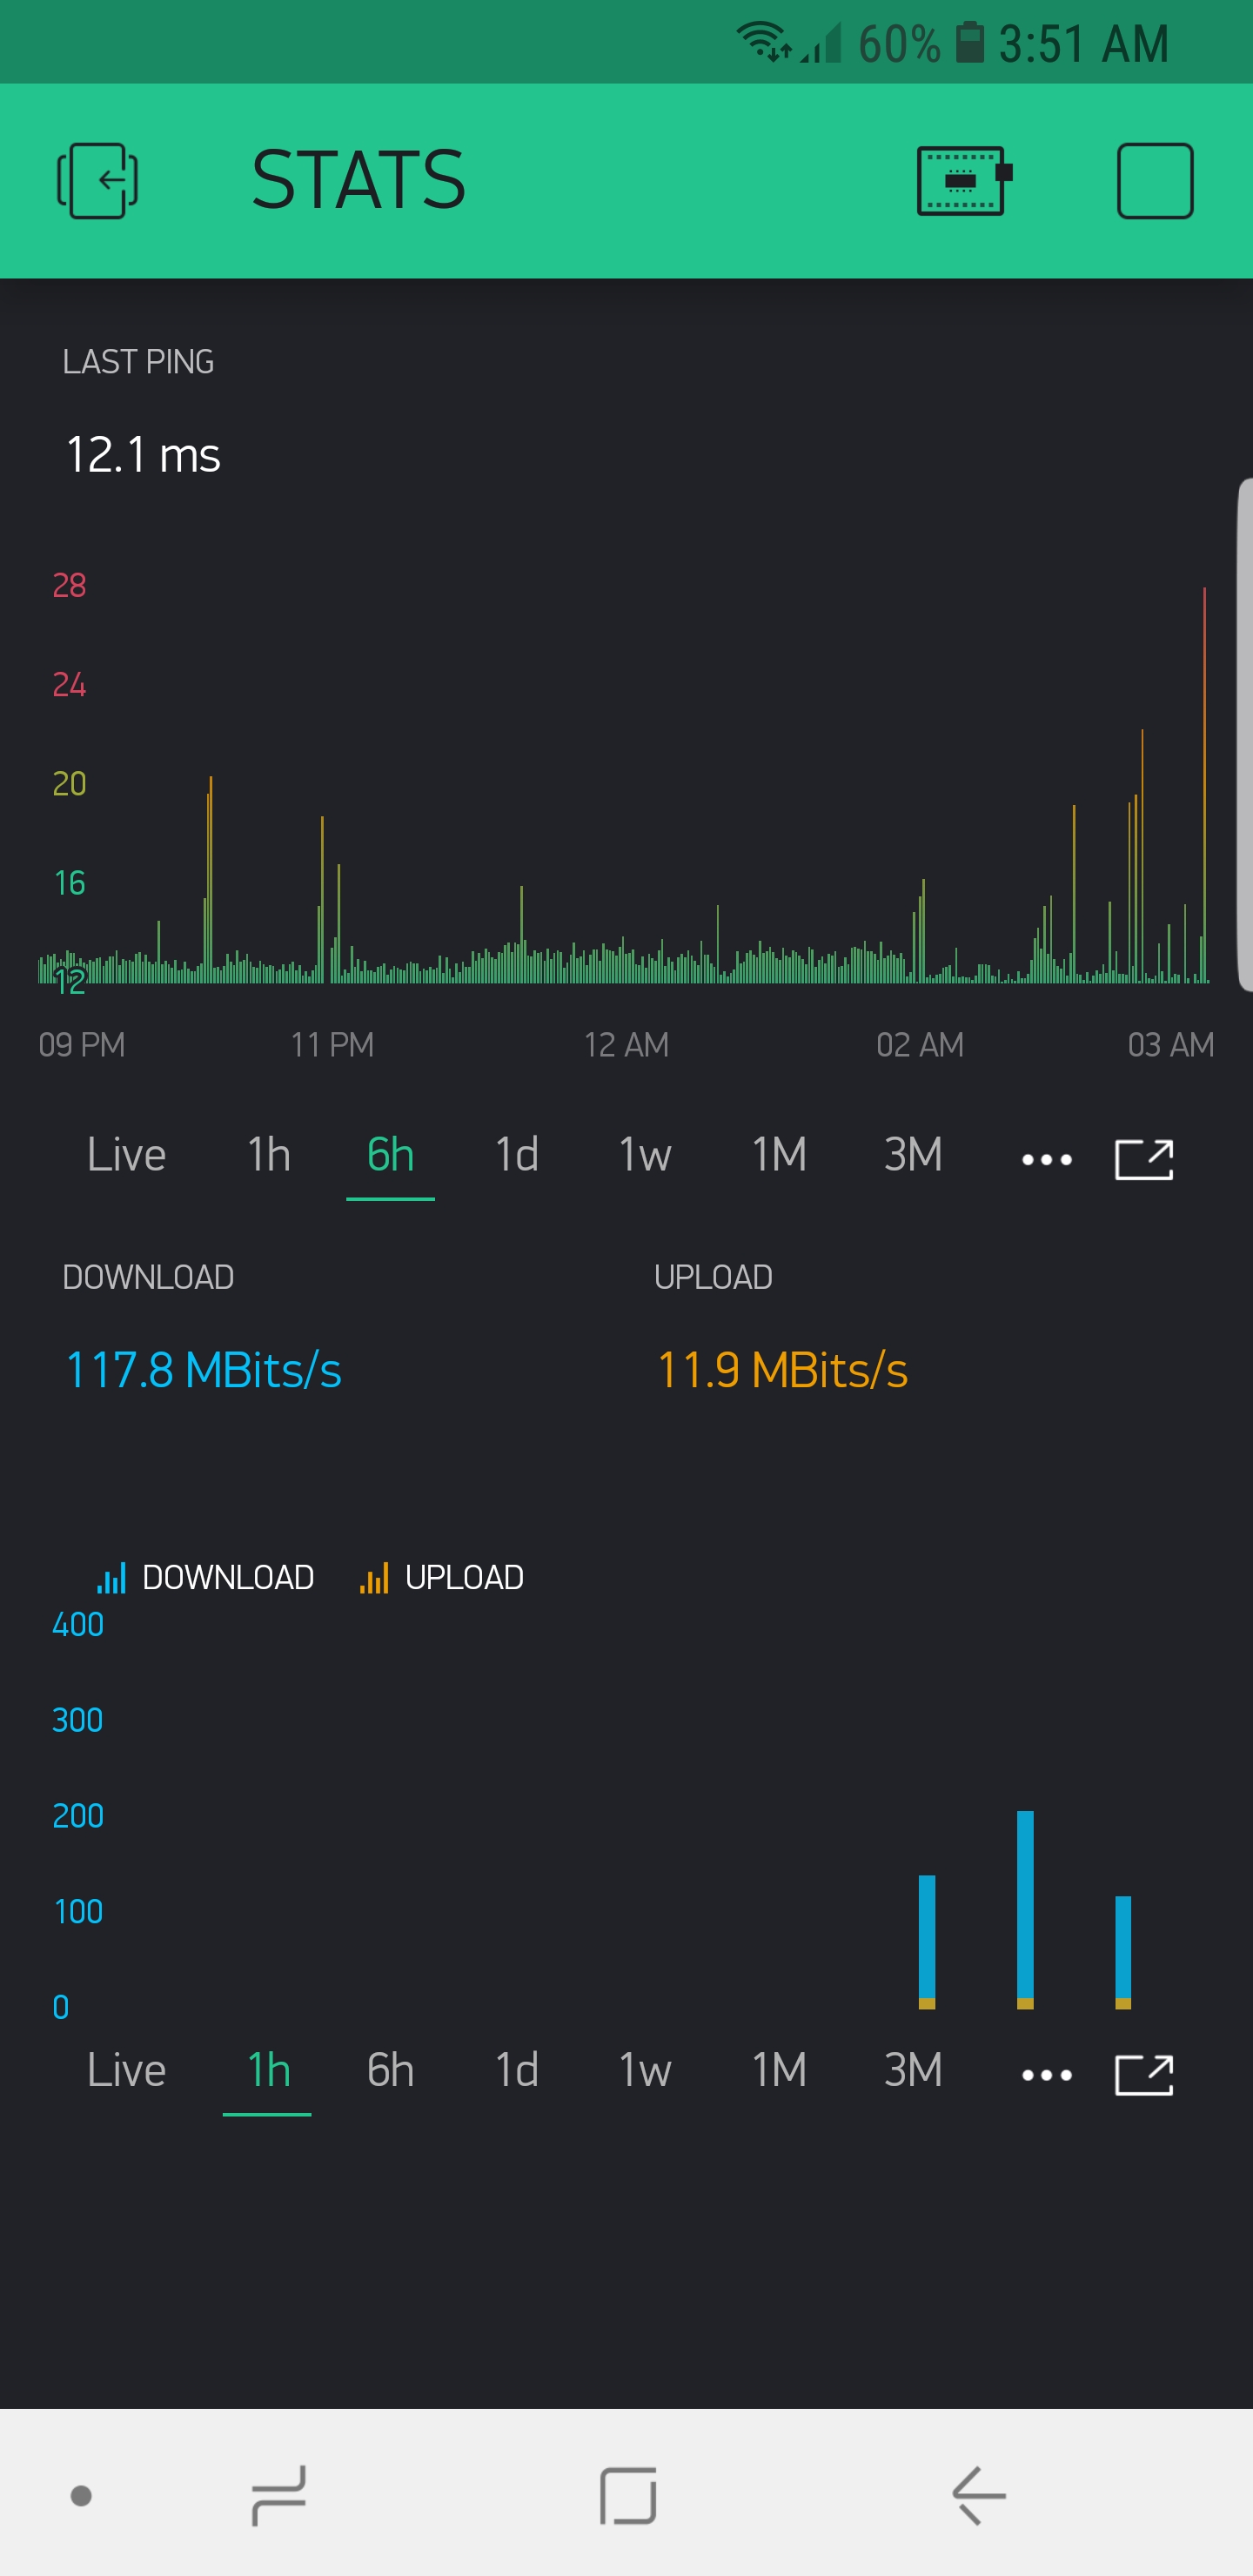 60% 3:51 AM
STATS
LAST PING
12.1 ms
28
24
20
16
12
09 PM 11 PM 12 AM 02 AM 03 AM
Live 1h 6h 1d 1w 1M 3M
DOWNLOAD UPLOAD
117.8 MBits/s 11.9 MBits/s
DOWNLOAD UPLOAD
400
300
200
100
0
Live 1h 6h 1d 1w 1M 3M